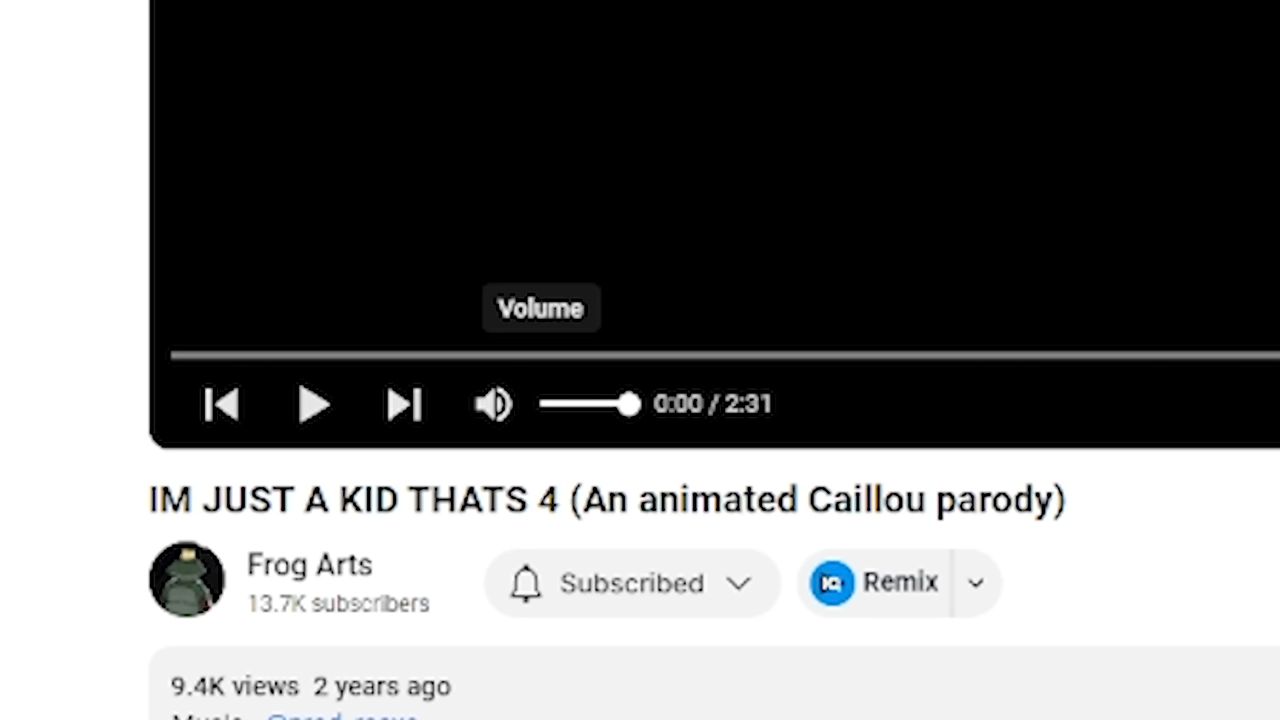 Volume
0:00 / 2:31
IM JUST A KID THATS 4 (An animated Caillou parody)
Frog Arts
13.7K subscribers
Subscribed
Remix
9.4K views 2 years ago